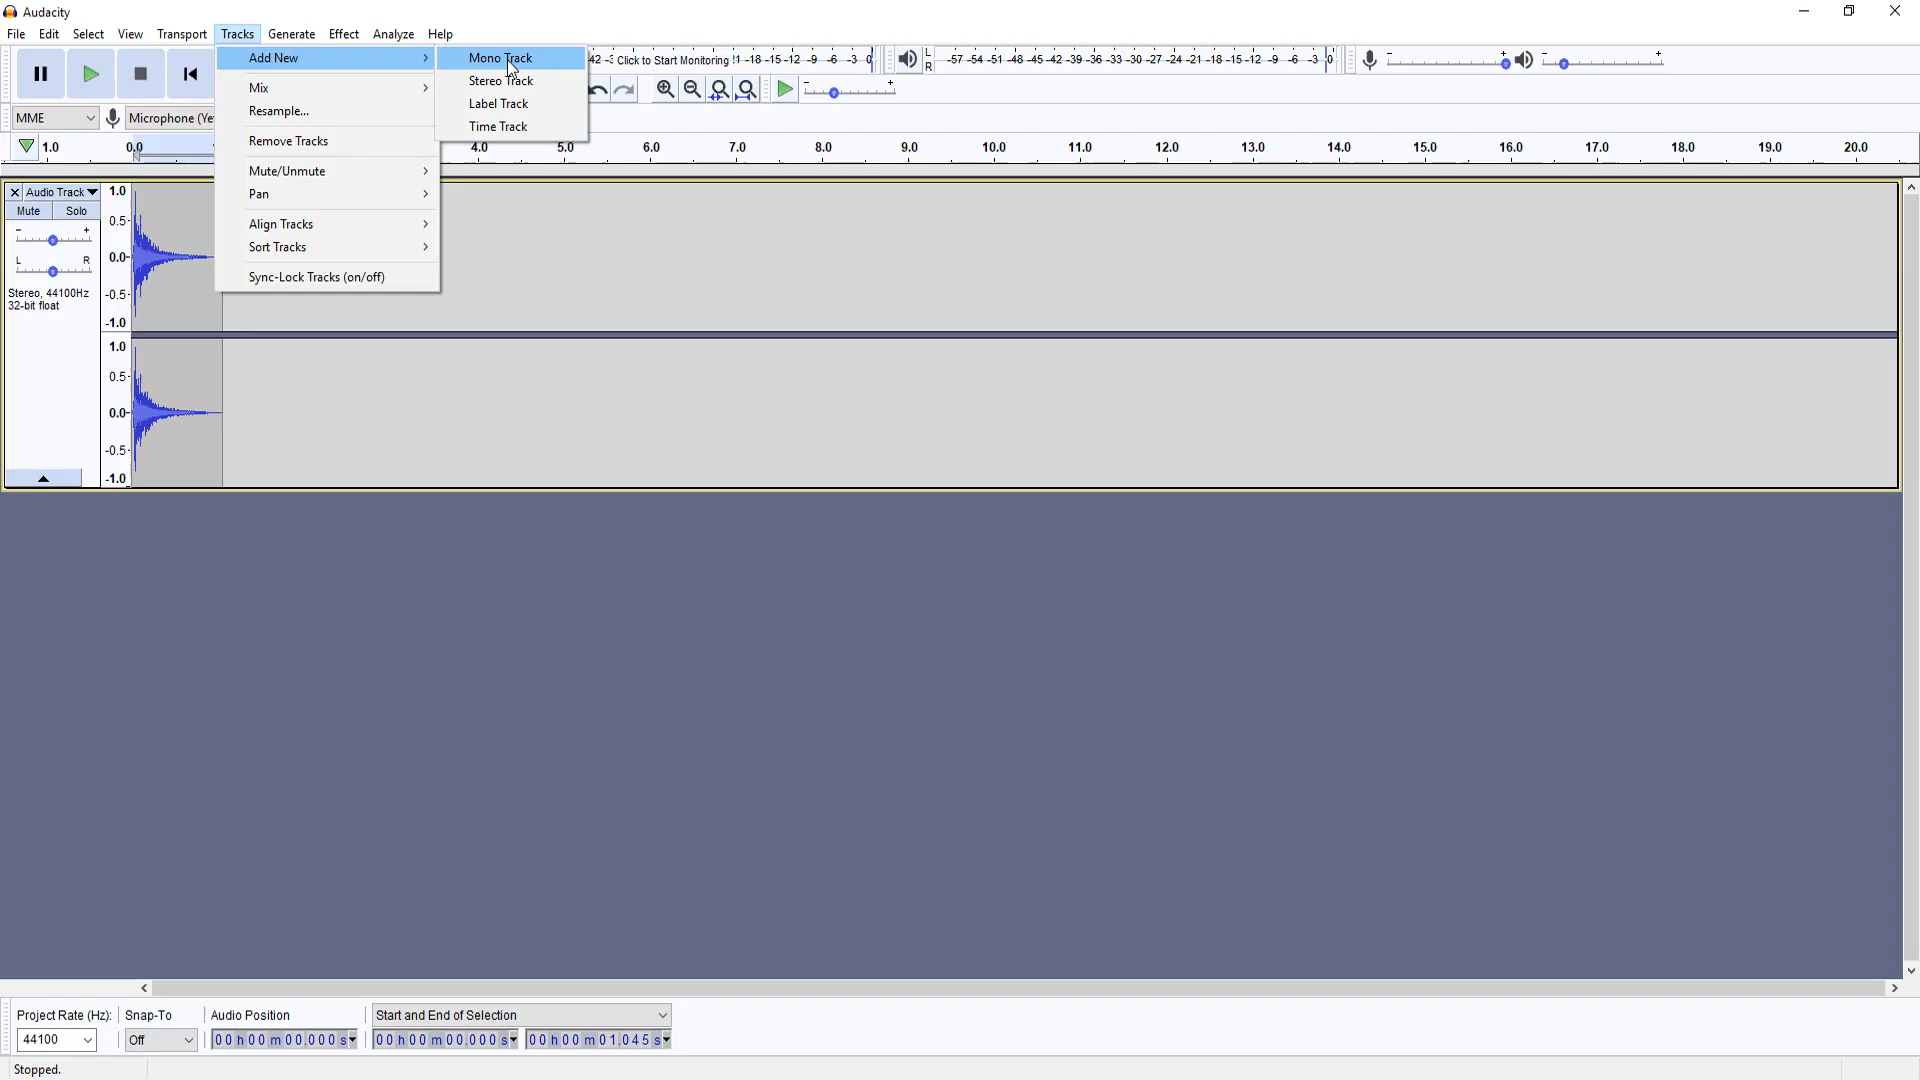 Audacity
File Edit Select View Transport Tracks Generate Effect Analyze Help
Add New
Mix
Resample...
Remove Tracks
Mute/Unmute
Pan
Align Tracks
Sort Tracks
Sync-Lock Tracks (on/off)
Mono Track
Stereo Track
Label Track
Time Track
Click to Start Monitoring -18 -15 -12 -9 -6 -3 0
L
R
-57 -54 -51 -48 -45 -42 -39 -36 -33 -30 -27 -24 -21 -18 -15 -12 -9 -6 -3 0
MME
Microphone (Ye
1.0 0.0 4.0 5.0 6.0 7.0 8.0 9.0 10.0 11.0 12.0 13.0 14.0 15.0 16.0 17.0 18.0 19.0 20.0
Audio Track
Mute Solo
- +
L R
Stereo, 44100Hz
32-bit float
1.0
0.5-
0.0-
-0.5-
-1.0
1.0
0.5-
0.0-
-0.5-
-1.0
Project Rate (Hz): Snap-To Audio Position Start and End of Selection
44100 Off 00 h 00 m 00.000 s 00 h 00 m 00.000 s 00 h 00 m 01.045 s
Stopped.